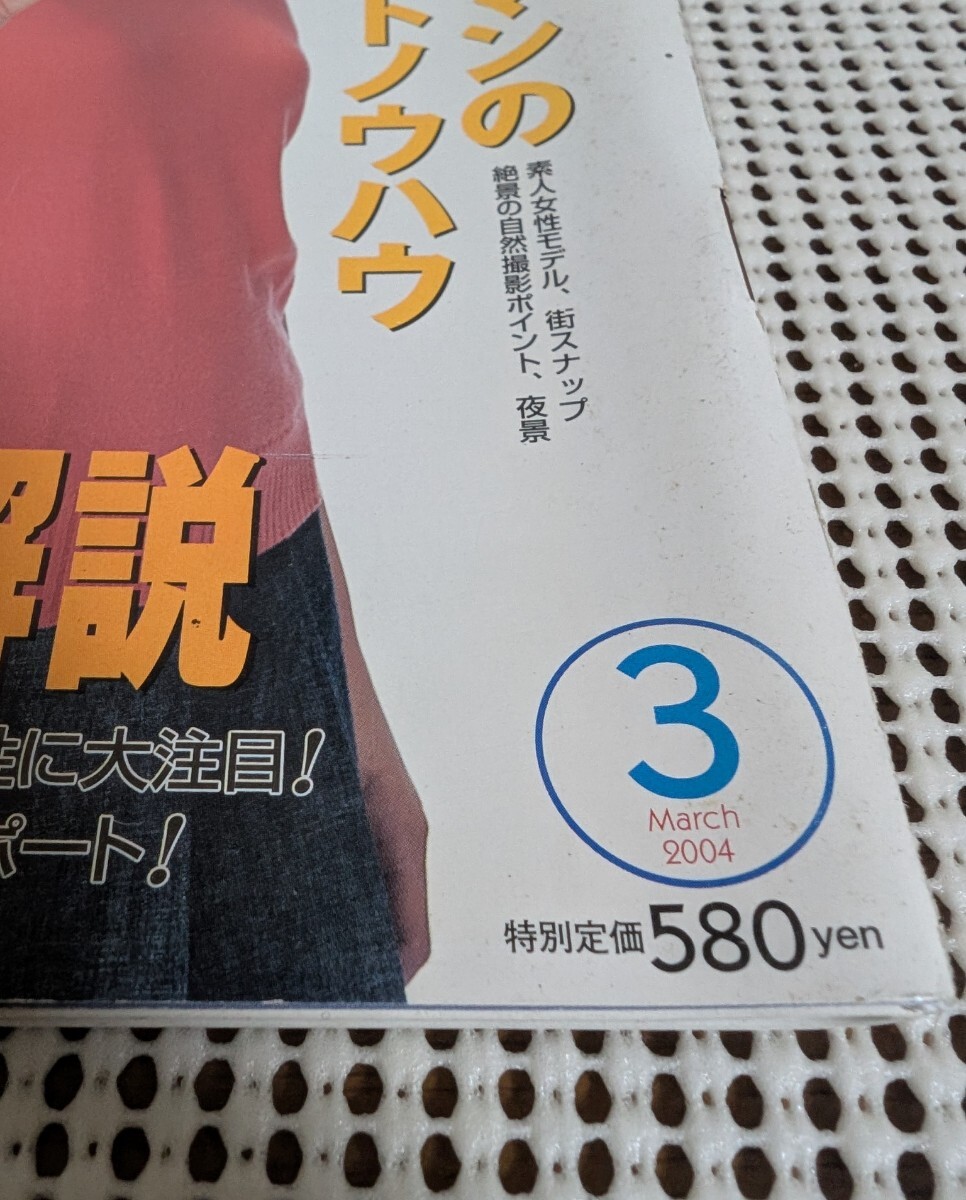 ンの
トノウハウ
素人女性モデル、街スナップ
絶景の自然撮影ポイント、夜景
解説
性に大注目!
ポート!
3
March
2004
特別定価580yen